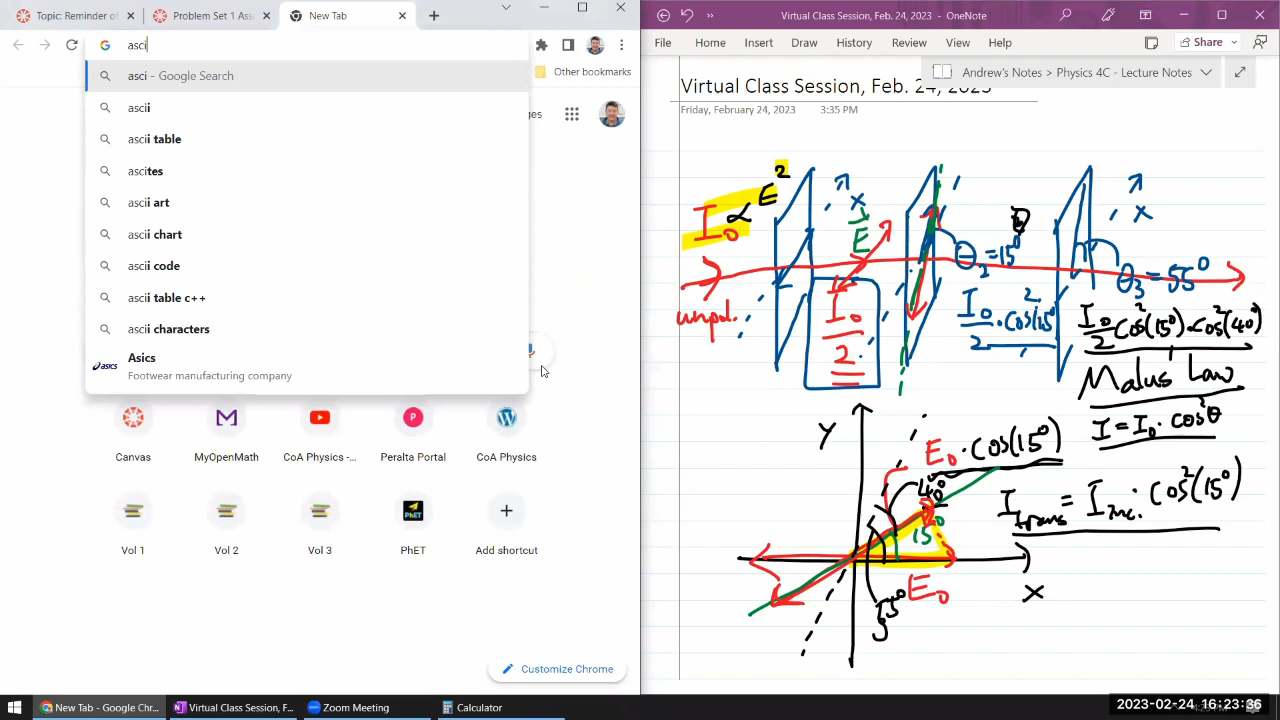 Topic: Reminder of
Problem Set 1 Ass
New Tab
asci
Other bookmarks
asci - Google Search
ges
ascii
ascii table
ascites
ascii art
ascii chart
ascii code
ascii table c++
ascii characters
Asics
asics
Footwear manufacturing company
Canvas
MyOpenMath
CoA Physics -...
Peralta Portal
CoA Physics
Vol 1
Vol 2
Vol 3
PhET
Add shortcut
Customize Chrome
Virtual Class Session, Feb. 24, 2023 - OneNote
File
Home
Insert
Draw
History
Review
View
Help
Share
Andrew's Notes > Physics 4C - Lecture Notes
Virtual Class Session, Feb. 24, 2023
Friday, February 24, 2023
3:35 PM
I₀ ∝ E²
x
E
θ₂ = 15°
x
θ₃ = 55°
unpol.
I₀/2
I₀/2 · cos²(15°)
I₀/2 cos²(15°) · cos²(40°)
Malus Law
I = I₀ · cos²θ
y
E₀ · cos(15°)
40°
15°
I trans = I inc. · cos²(15°)
E₀
x
55°
New Tab - Google Chr...
Virtual Class Session, F...
Zoom Meeting
Calculator
2023-02-24 16:23:36